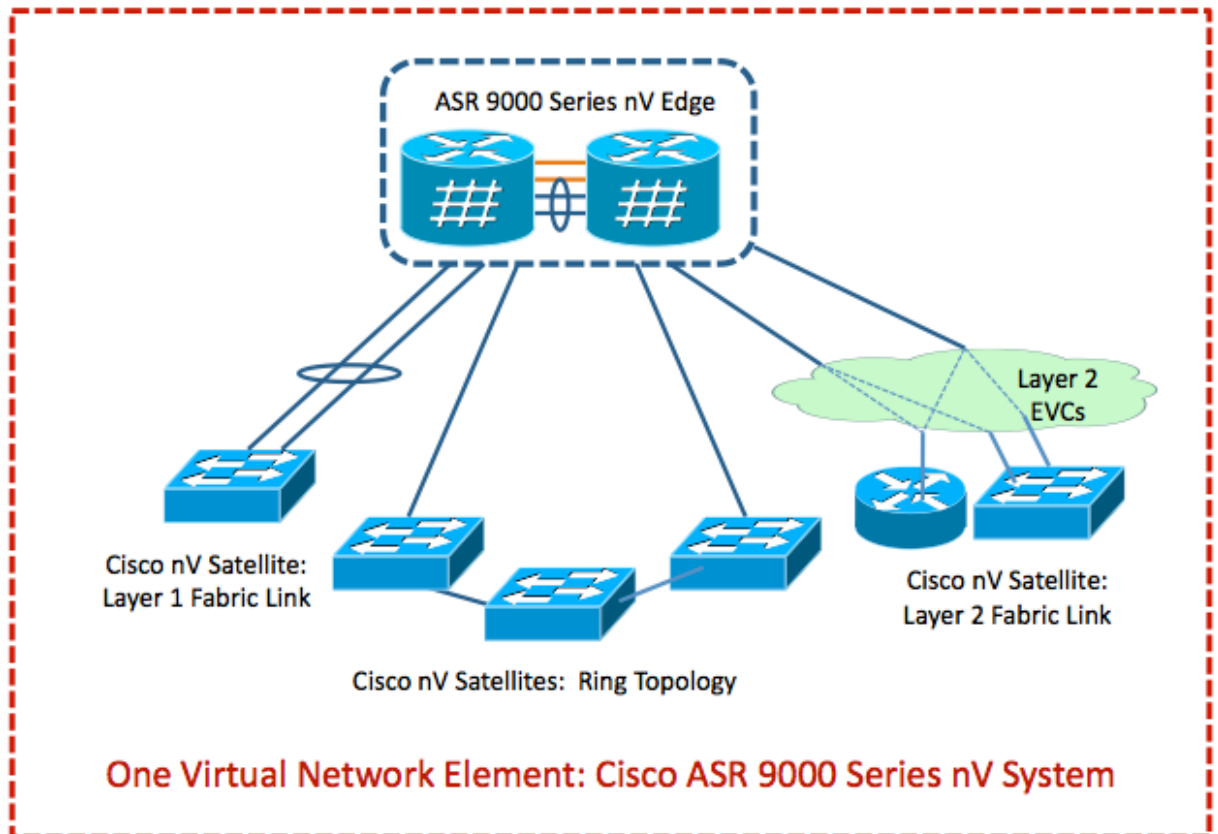 ASR 9000 Series nV Edge
Layer 2
EVCs
Cisco nV Satellite:
Layer 1 Fabric Link
Cisco nV Satellite:
Layer 2 Fabric Link
Cisco nV Satellites:  Ring Topology
One Virtual Network Element: Cisco ASR 9000 Series nV System